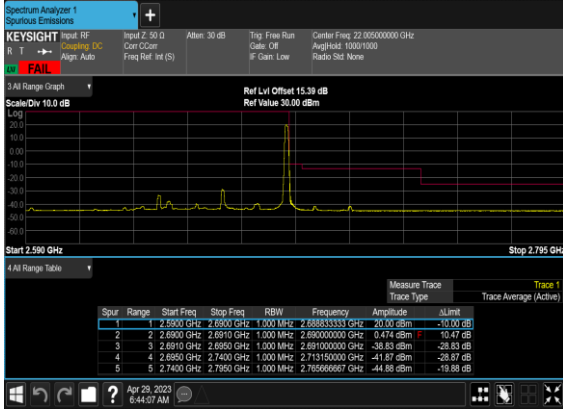 Spectrum Analyzer 1
Spurious Emissions
+
KEYSIGHT Input: RF Input Z: 50 Ω Atten: 30 dB Trig: Free Run Center Freq: 22.005000000 GHz
R T Coupling: DC Corr CCorr Gate: Off Avg|Hold: 1000/1000
Align: Auto Freq Ref: Int (S) IF Gain: Low Radio Std: None
FAIL
3 All Range Graph
Ref Lvl Offset 15.39 dB
Scale/Div 10.0 dB Ref Value 30.00 dBm
Log
20.0
10.0
0.00
-10.0
-20.0
-30.0
-40.0
-50.0
-60.0
Start 2.590 GHz Stop 2.795 GHz
4 All Range Table
Measure Trace Trace 1
Trace Type Trace Average (Active)
Spur Range Start Freq Stop Freq RBW Frequency Amplitude ΔLimit
1 1 2.5900 GHz 2.6900 GHz 1.000 MHz 2.688833333 GHz 20.00 dBm -10.00 dB
2 2 2.6900 GHz 2.6910 GHz 1.000 MHz 2.690000000 GHz 0.474 dBm F 10.47 dB
3 3 2.6910 GHz 2.6950 GHz 1.000 MHz 2.691000000 GHz -38.83 dBm -28.83 dB
4 4 2.6950 GHz 2.7400 GHz 1.000 MHz 2.713150000 GHz -41.87 dBm -28.87 dB
5 5 2.7400 GHz 2.7950 GHz 1.000 MHz 2.765666667 GHz -44.88 dBm -19.88 dB
?
Apr 29, 2023
6:44:07 AM